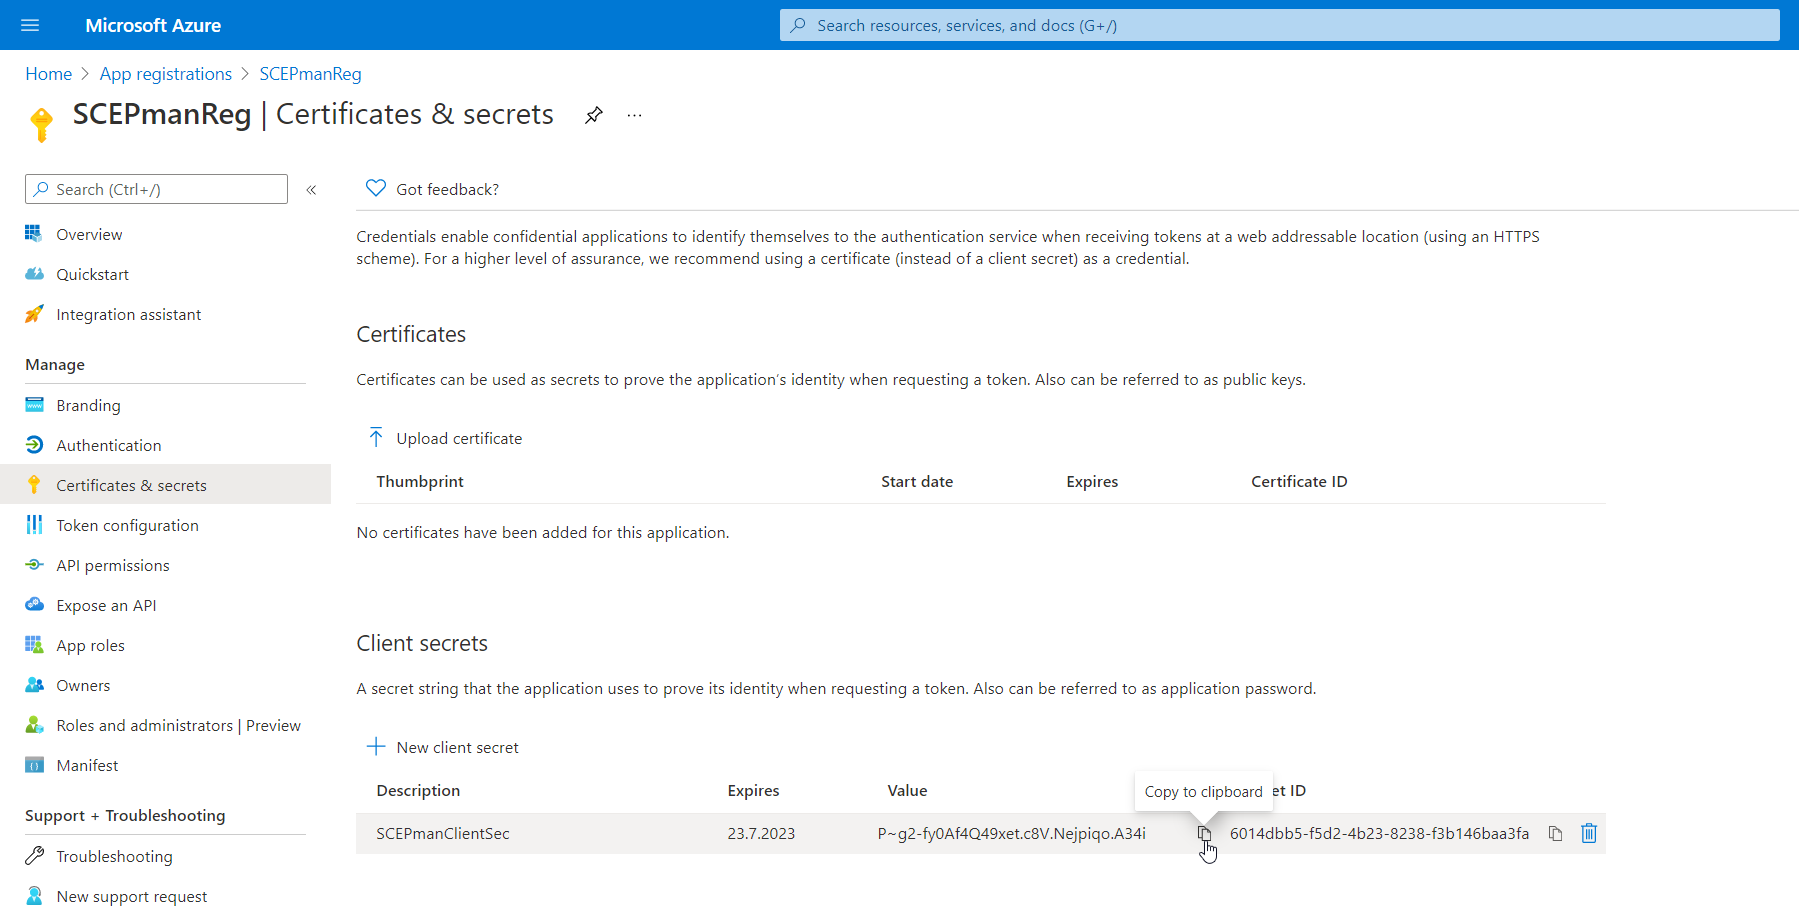 Microsoft Azure
Search resources, services, and docs (G+/)
Home > App registrations > SCEPmanReg
SCEPmanReg | Certificates & secrets
Search (Ctrl+/)
Overview
Quickstart
Integration assistant
Manage
Branding
Authentication
Certificates & secrets
Token configuration
API permissions
Expose an API
App roles
Owners
Roles and administrators | Preview
Manifest
Support + Troubleshooting
Troubleshooting
New support request
Got feedback?
Credentials enable confidential applications to identify themselves to the authentication service when receiving tokens at a web addressable location (using an HTTPS
scheme). For a higher level of assurance, we recommend using a certificate (instead of a client secret) as a credential.
Certificates
Certificates can be used as secrets to prove the application's identity when requesting a token. Also can be referred to as public keys.
Upload certificate
Thumbprint Start date Expires Certificate ID
No certificates have been added for this application.
Client secrets
A secret string that the application uses to prove its identity when requesting a token. Also can be referred to as application password.
New client secret
Copy to clipboard
Description Expires Value et ID
SCEPmanClientSec 23.7.2023 P~g2-fy0Af4Q49xet.c8V.Nejpiqo.A34i 6014dbb5-f5d2-4b23-8238-f3b146baa3fa